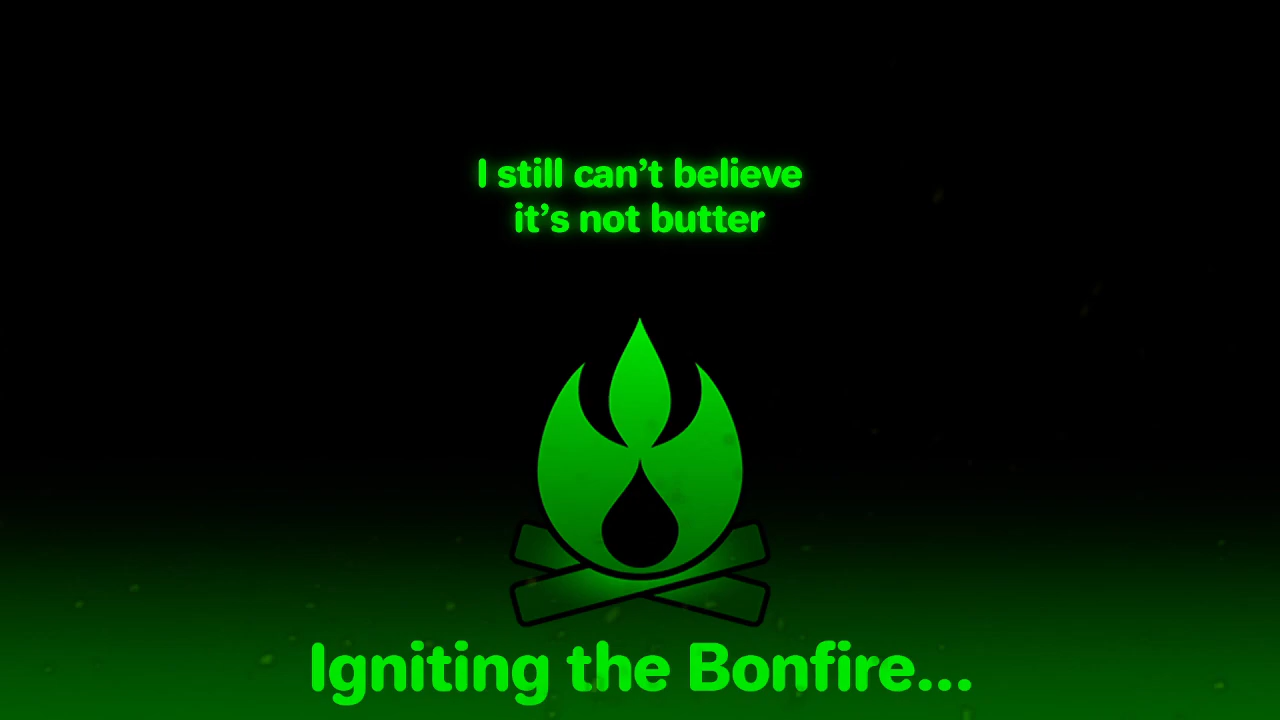 I still can’t believe
it’s not butter
Igniting the Bonfire...